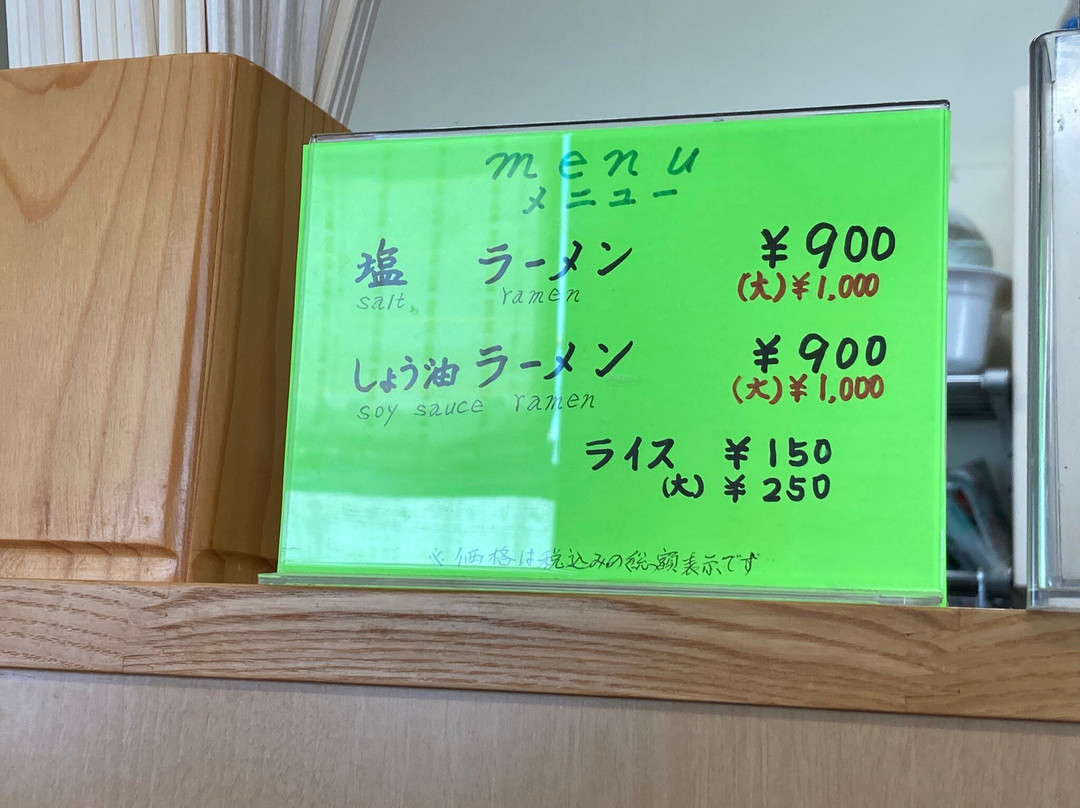 menu
メニュー
塩 ラーメン ¥900
salt ramen (大)¥1,000
しょう油 ラーメン ¥900
soy sauce ramen (大)¥1,000
ライス ¥150
(大) ¥250
※価格は税込みの総額表示です